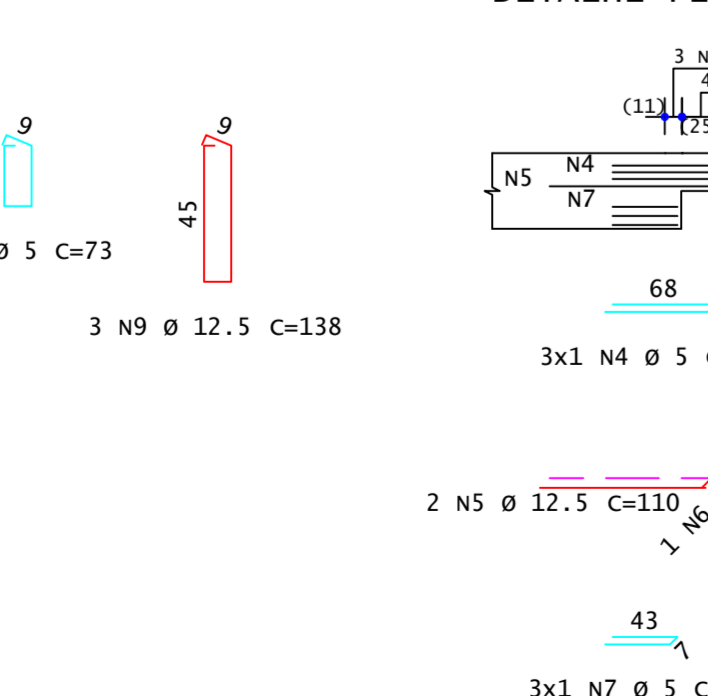 3 N
4
(11)
(25
9
9
45
N5
N4
N7
Ø 5 C=73
3 N9 Ø 12.5 C=138
68
3x1 N4 Ø 5
2 N5 Ø 12.5 C=110
1 N6
43
7
3x1 N7 Ø 5 C